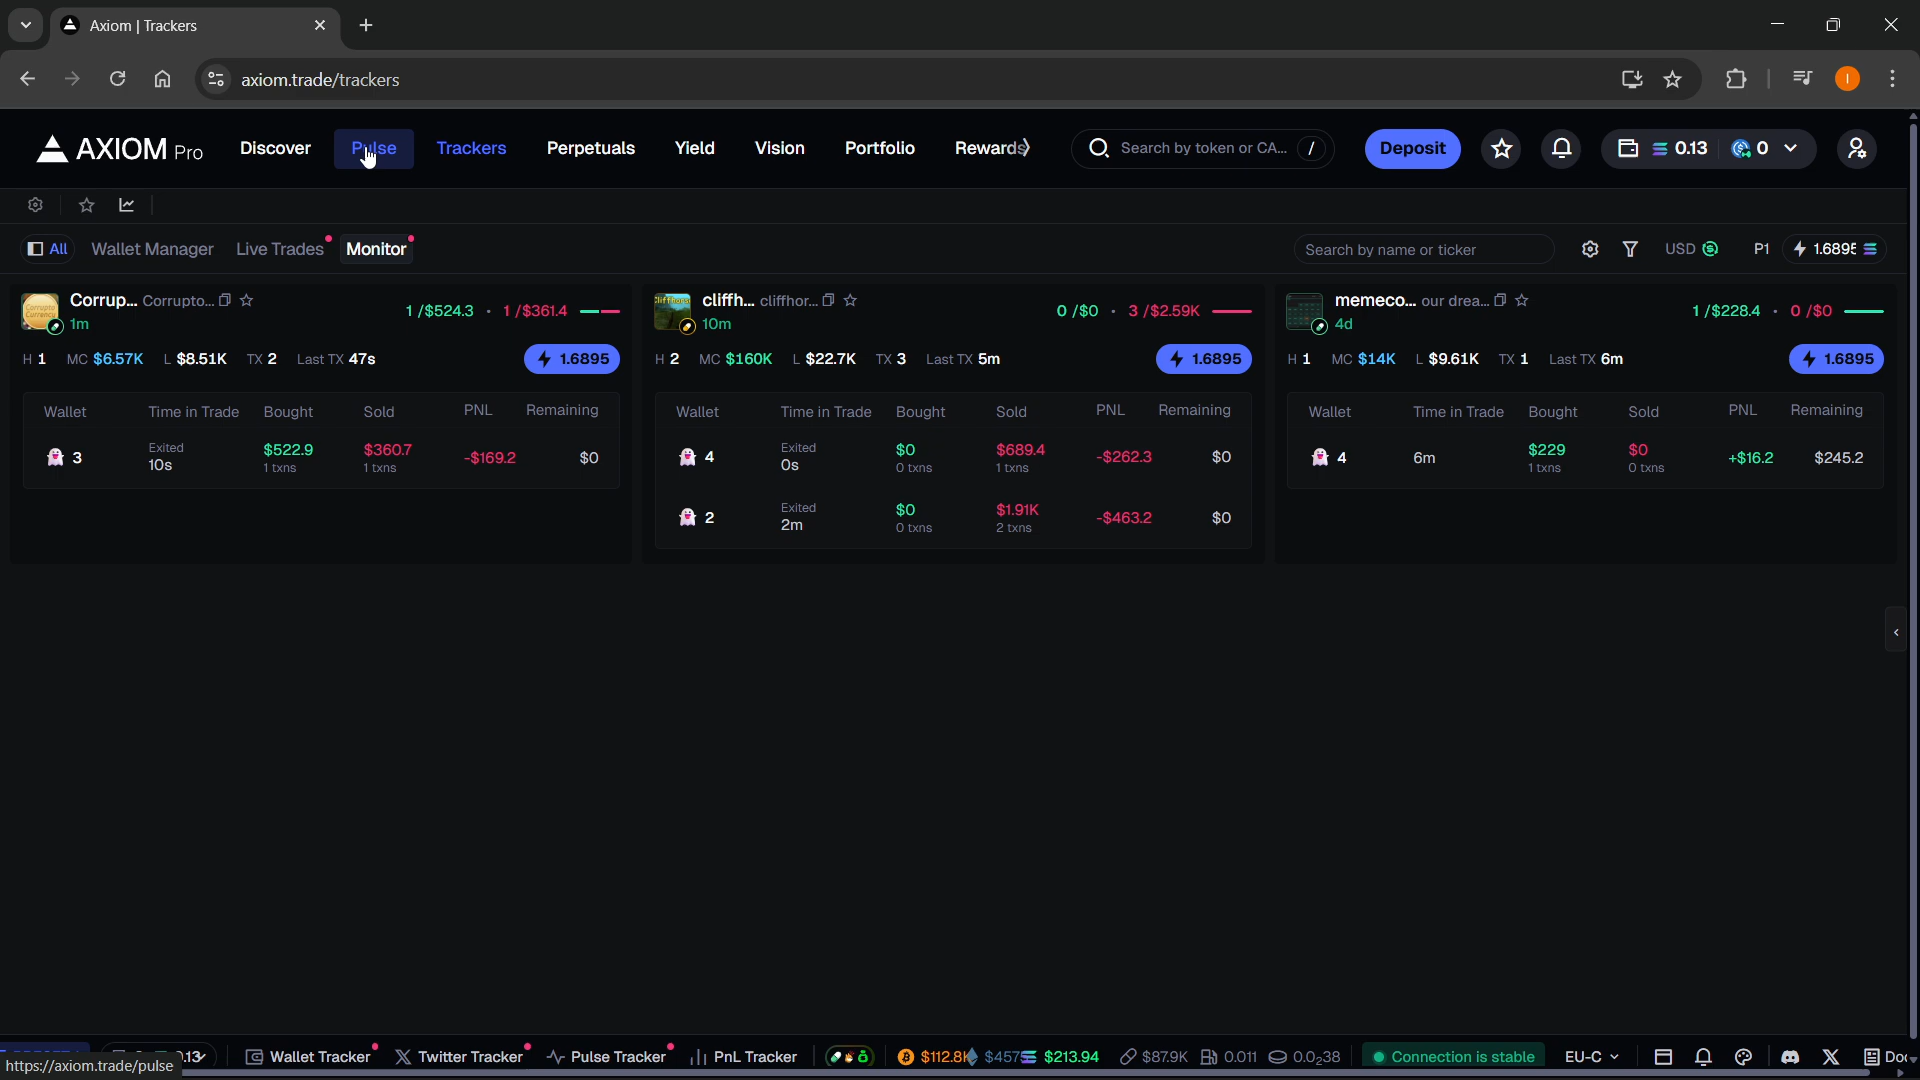 Axiom | Trackers
axiom.trade/trackers
AXIOM Pro Discover Pulse Trackers Perpetuals Yield Vision Portfolio Rewards Search by token or CA... / Deposit 0.13 0
All Wallet Manager Live Trades Monitor Search by name or ticker USD P1 1.6895
Corrup... Corrupto... 1m 1 / $524.3 · 1 / $361.4
H 1 MC $6.57K L $8.51K TX 2 Last TX 47s 1.6895
Wallet Time in Trade Bought Sold PNL Remaining
3 Exited 10s $522.9 1 txns $360.7 1 txns -$169.2 $0
cliffh... cliffhor... 10m 0 / $0 · 3 / $2.59K
H 2 MC $160K L $22.7K TX 3 Last TX 5m 1.6895
Wallet Time in Trade Bought Sold PNL Remaining
4 Exited 0s $0 0 txns $689.4 1 txns -$262.3 $0
2 Exited 2m $0 0 txns $1.91K 2 txns -$463.2 $0
memeco... our drea... 4d 1 / $228.4 · 0 / $0
H 1 MC $14K L $9.61K TX 1 Last TX 6m 1.6895
Wallet Time in Trade Bought Sold PNL Remaining
4 6m $229 1 txns $0 0 txns +$16.2 $245.2
Wallet Tracker Twitter Tracker Pulse Tracker PnL Tracker $112.8K $457 $213.94 $87.9K 0.011 0.0₂38 Connection is stable EU-C
https://axiom.trade/pulse